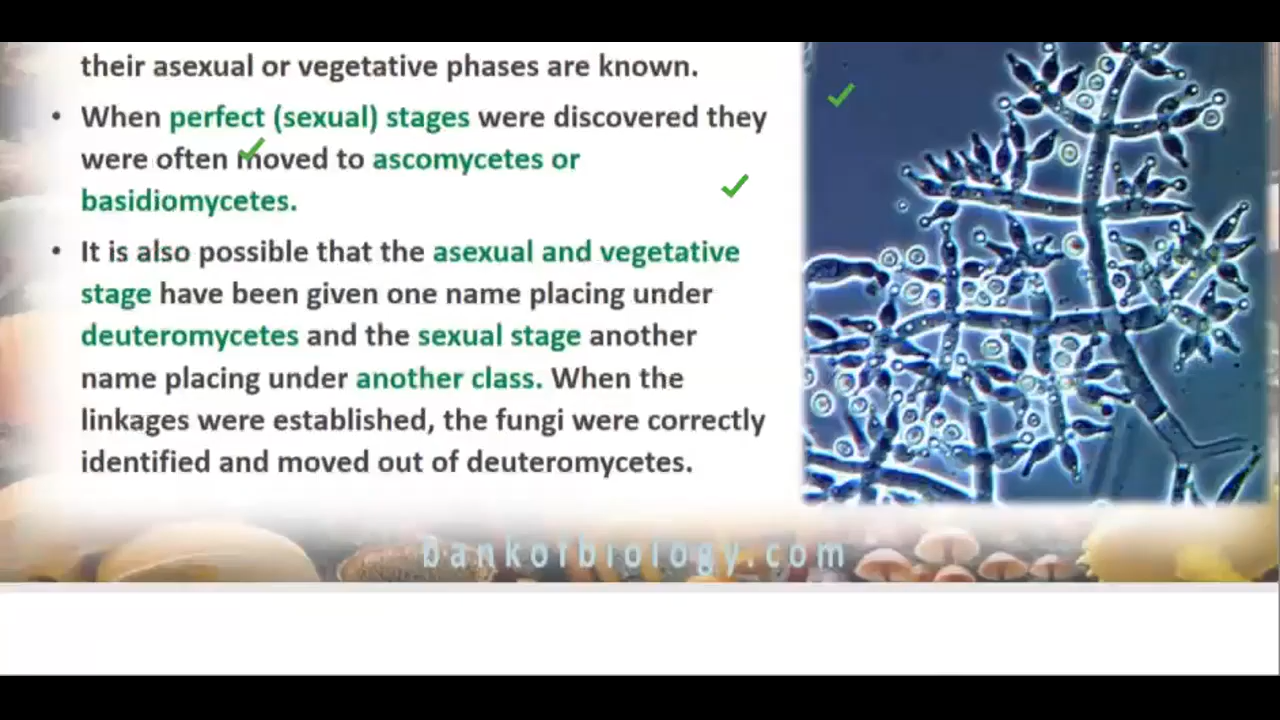 their asexual or vegetative phases are known.
• When perfect (sexual) stages were discovered they
were often moved to ascomycetes or
basidiomycetes.
• It is also possible that the asexual and vegetative
stage have been given one name placing under
deuteromycetes and the sexual stage another
name placing under another class. When the
linkages were established, the fungi were correctly
identified and moved out of deuteromycetes.
bankofbiology.com